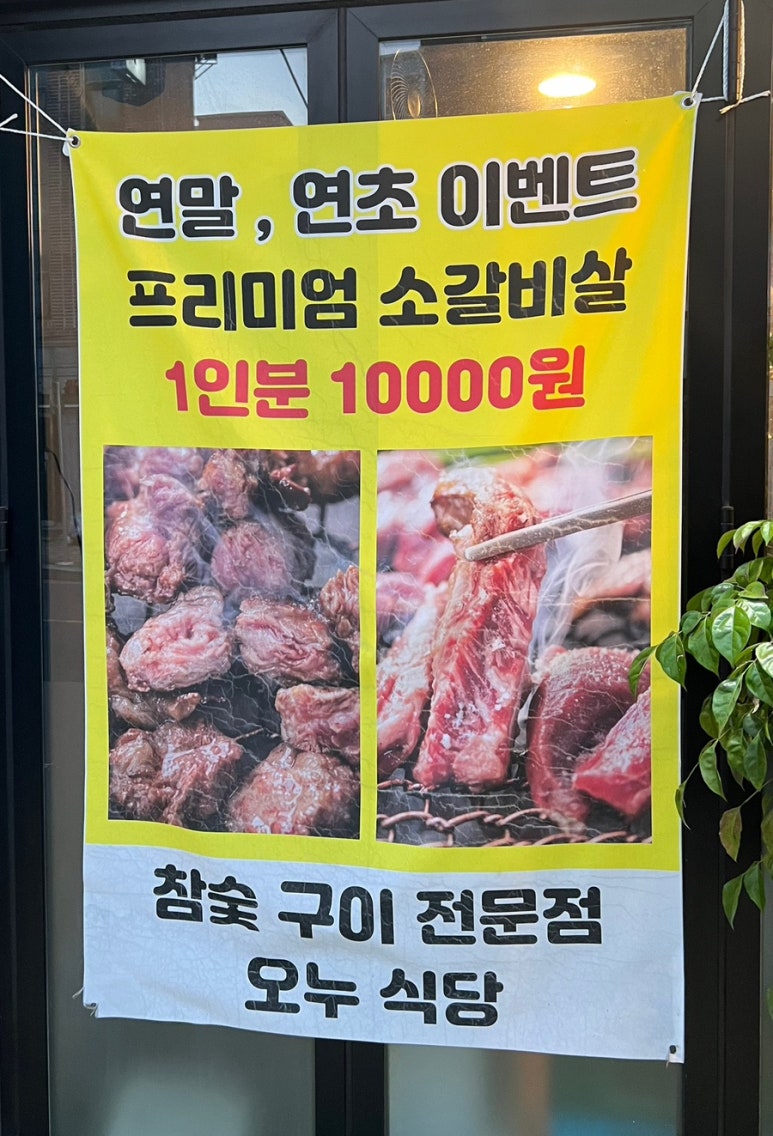 연말, 연초 이벤트
프리미엄 소갈비살
1인분 10000원
참숯 구이 전문점
오누 식당